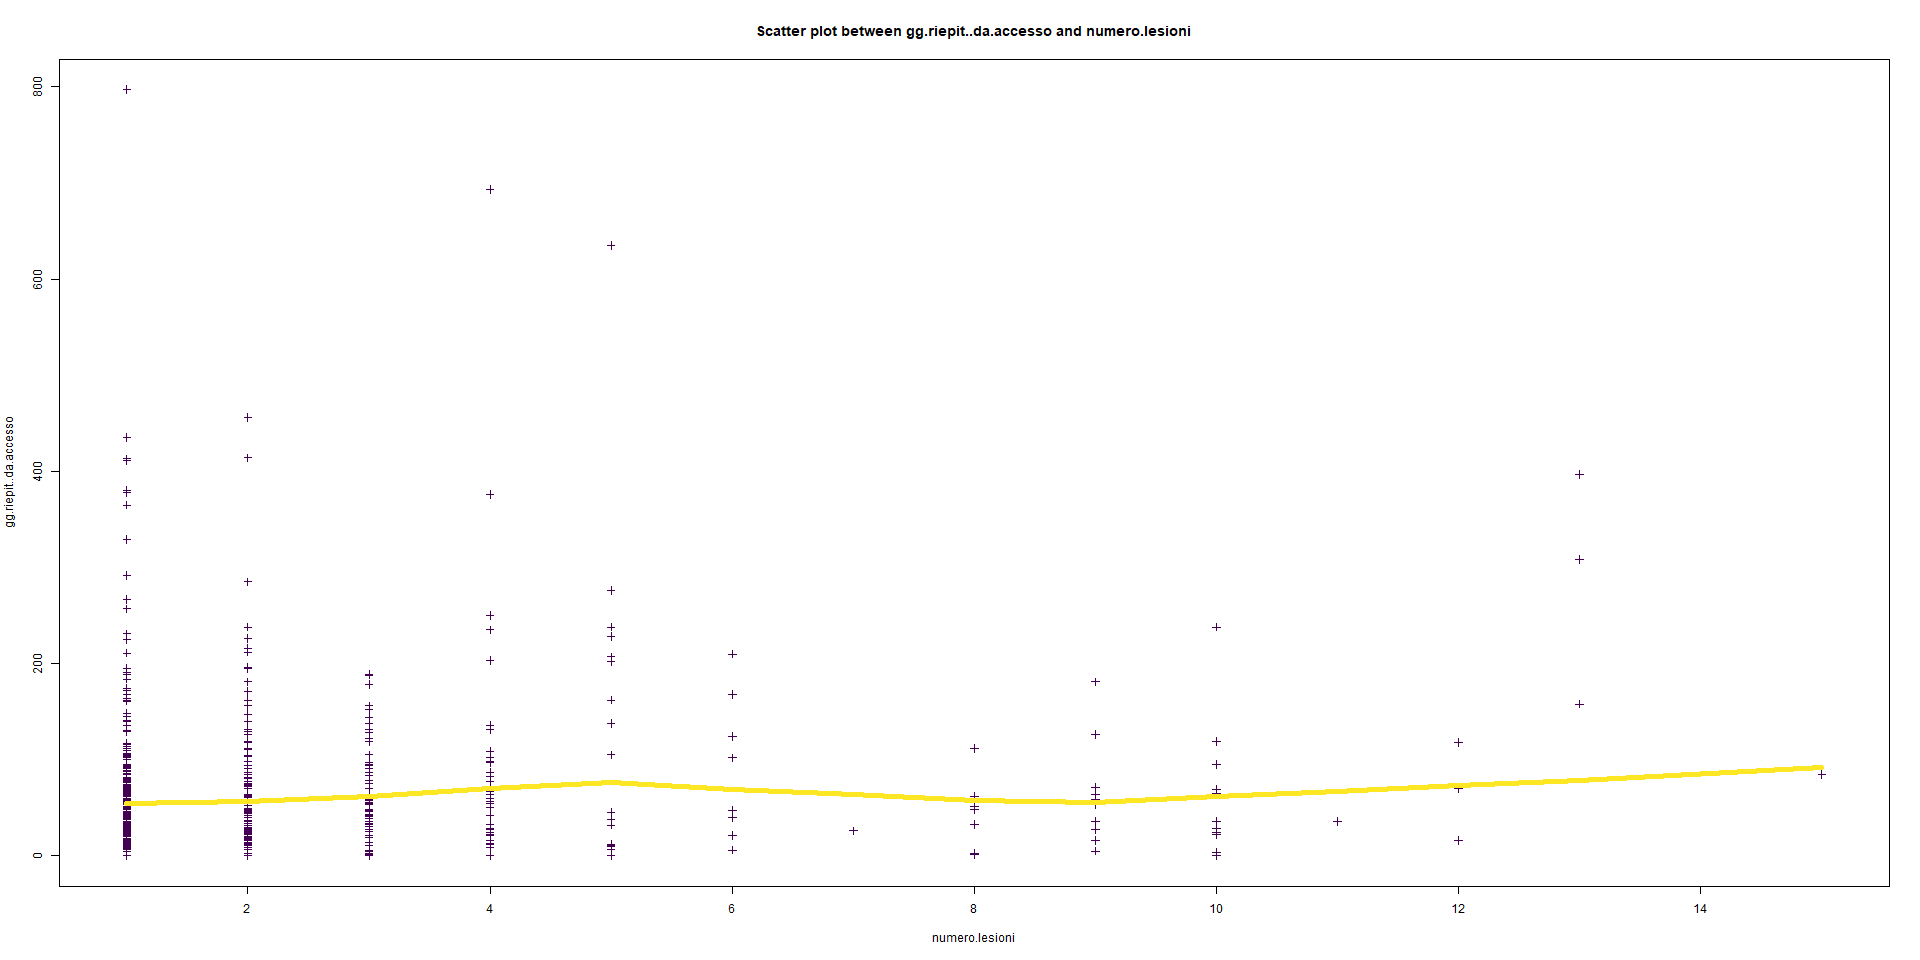 Scatter plot between gg.riepit..da.accesso and numero.lesioni
800
600
400
200
0
gg.riepit..da.accesso
2 4 6 8 10 12 14
numero.lesioni